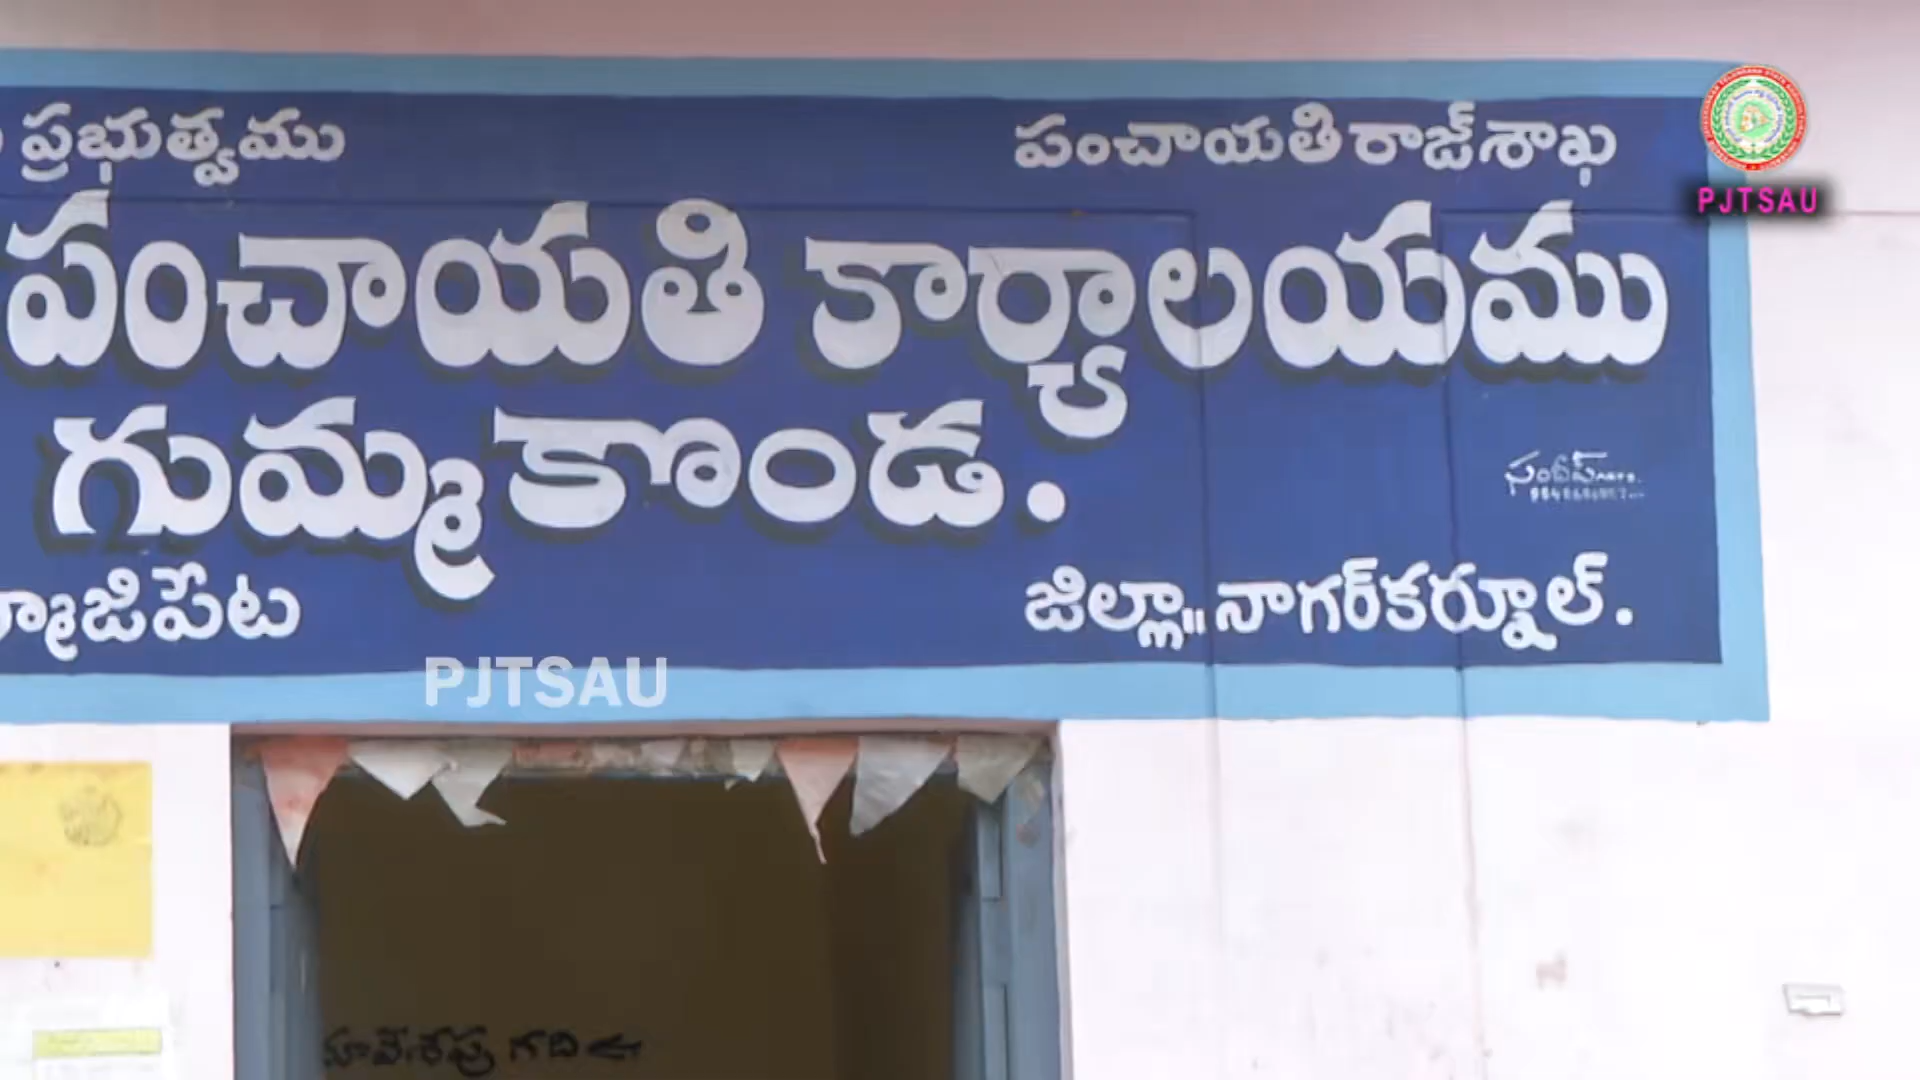 ప్రభుత్వము
పంచాయతి రాజ్ శాఖ
PJTSAU
పంచాయతి కార్యాలయము
గుమ్మకొండ.
జిల్లా॥ నాగర్‌కర్నూల్.
PJTSAU